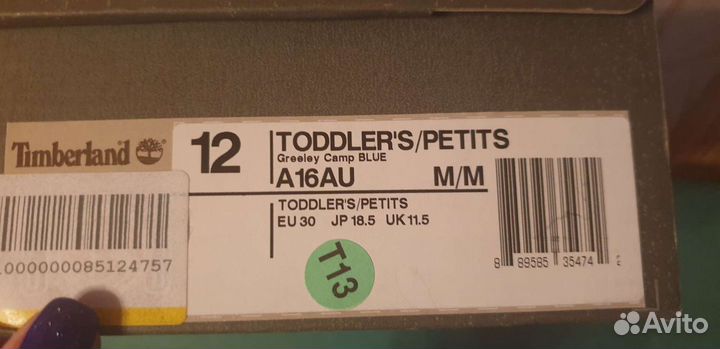 Timberland
12
TODDLER'S/PETITS
Greeley Camp BLUE
A16AU M/M
TODDLER'S/PETITS
EU 30 JP 18.5 UK 11.5
T13
8 89585 35474 2
000000085124757
Avito